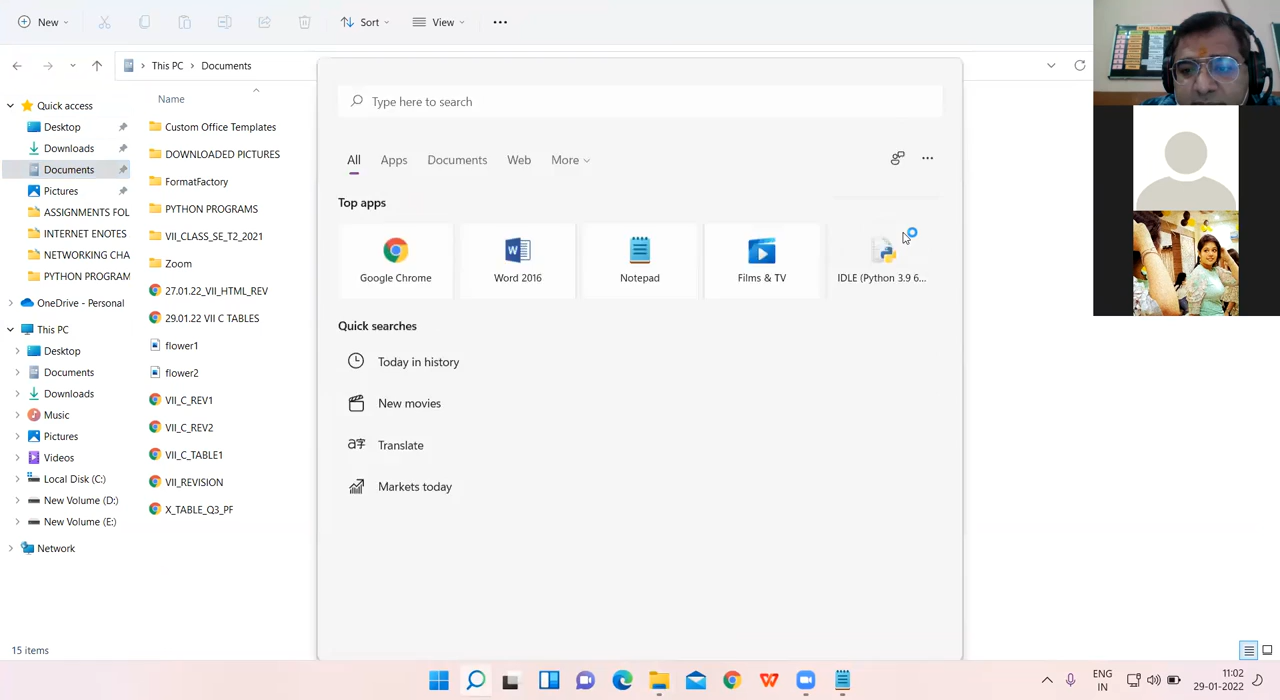 New
Sort
View
This PC > Documents
Quick access
Desktop
Downloads
Documents
Pictures
ASSIGNMENTS FOL
INTERNET ENOTES
NETWORKING CHA
PYTHON PROGRAM
OneDrive - Personal
This PC
Desktop
Documents
Downloads
Music
Pictures
Videos
Local Disk (C:)
New Volume (D:)
New Volume (E:)
Network
15 items
Name
Custom Office Templates
DOWNLOADED PICTURES
FormatFactory
PYTHON PROGRAMS
VII_CLASS_SE_T2_2021
Zoom
27.01.22_VII_HTML_REV
29.01.22 VII C TABLES
flower1
flower2
VII_C_REV1
VII_C_REV2
VII_C_TABLE1
VII_REVISION
X_TABLE_Q3_PF
Type here to search
All Apps Documents Web More
Top apps
Google Chrome
Word 2016
Notepad
Films & TV
IDLE (Python 3.9 6...
Quick searches
Today in history
New movies
Translate
Markets today
ENG
IN
11:02
29-01-2022